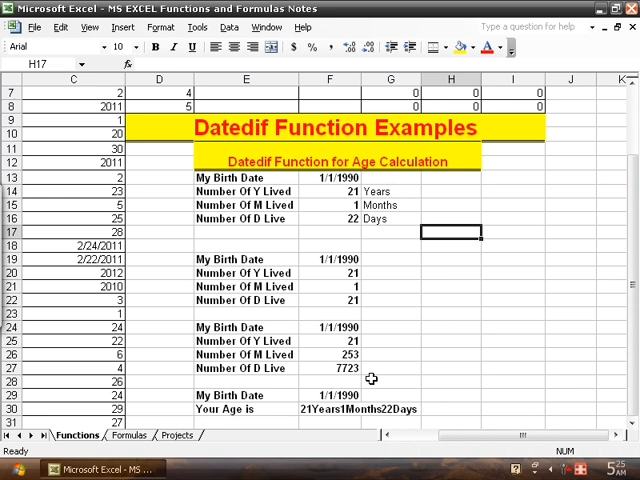 Microsoft Excel - MS EXCEL Functions and Formulas Notes
File Edit View Insert Format Tools Data Window Help
Type a question for help
Arial 10 B I U $ % ,
H17 fx
C D E F G H I J K
7 2 4 0 0 0
8 2011 5 0 0 0
9 1
Datedif Function Examples
10 20
11 30
12 2011 Datedif Function for Age Calculation
13 2 My Birth Date 1/1/1990
14 23 Number Of Y Lived 21 Years
15 5 Number Of M Lived 1 Months
16 25 Number Of D Live 22 Days
17 28
18 2/24/2011
19 2/22/2011 My Birth Date 1/1/1990
20 2012 Number Of Y Lived 21
21 2010 Number Of M Lived 1
22 3 Number Of D Live 21
23 1
24 24 My Birth Date 1/1/1990
25 22 Number Of Y Lived 21
26 6 Number Of M Lived 253
27 4 Number Of D Live 7723
28 26
29 24 My Birth Date 1/1/1990
30 29 Your Age is 21Years1Months22Days
31 27
Functions Formulas Projects
Ready NUM
Microsoft Excel - MS ... 5:25 AM